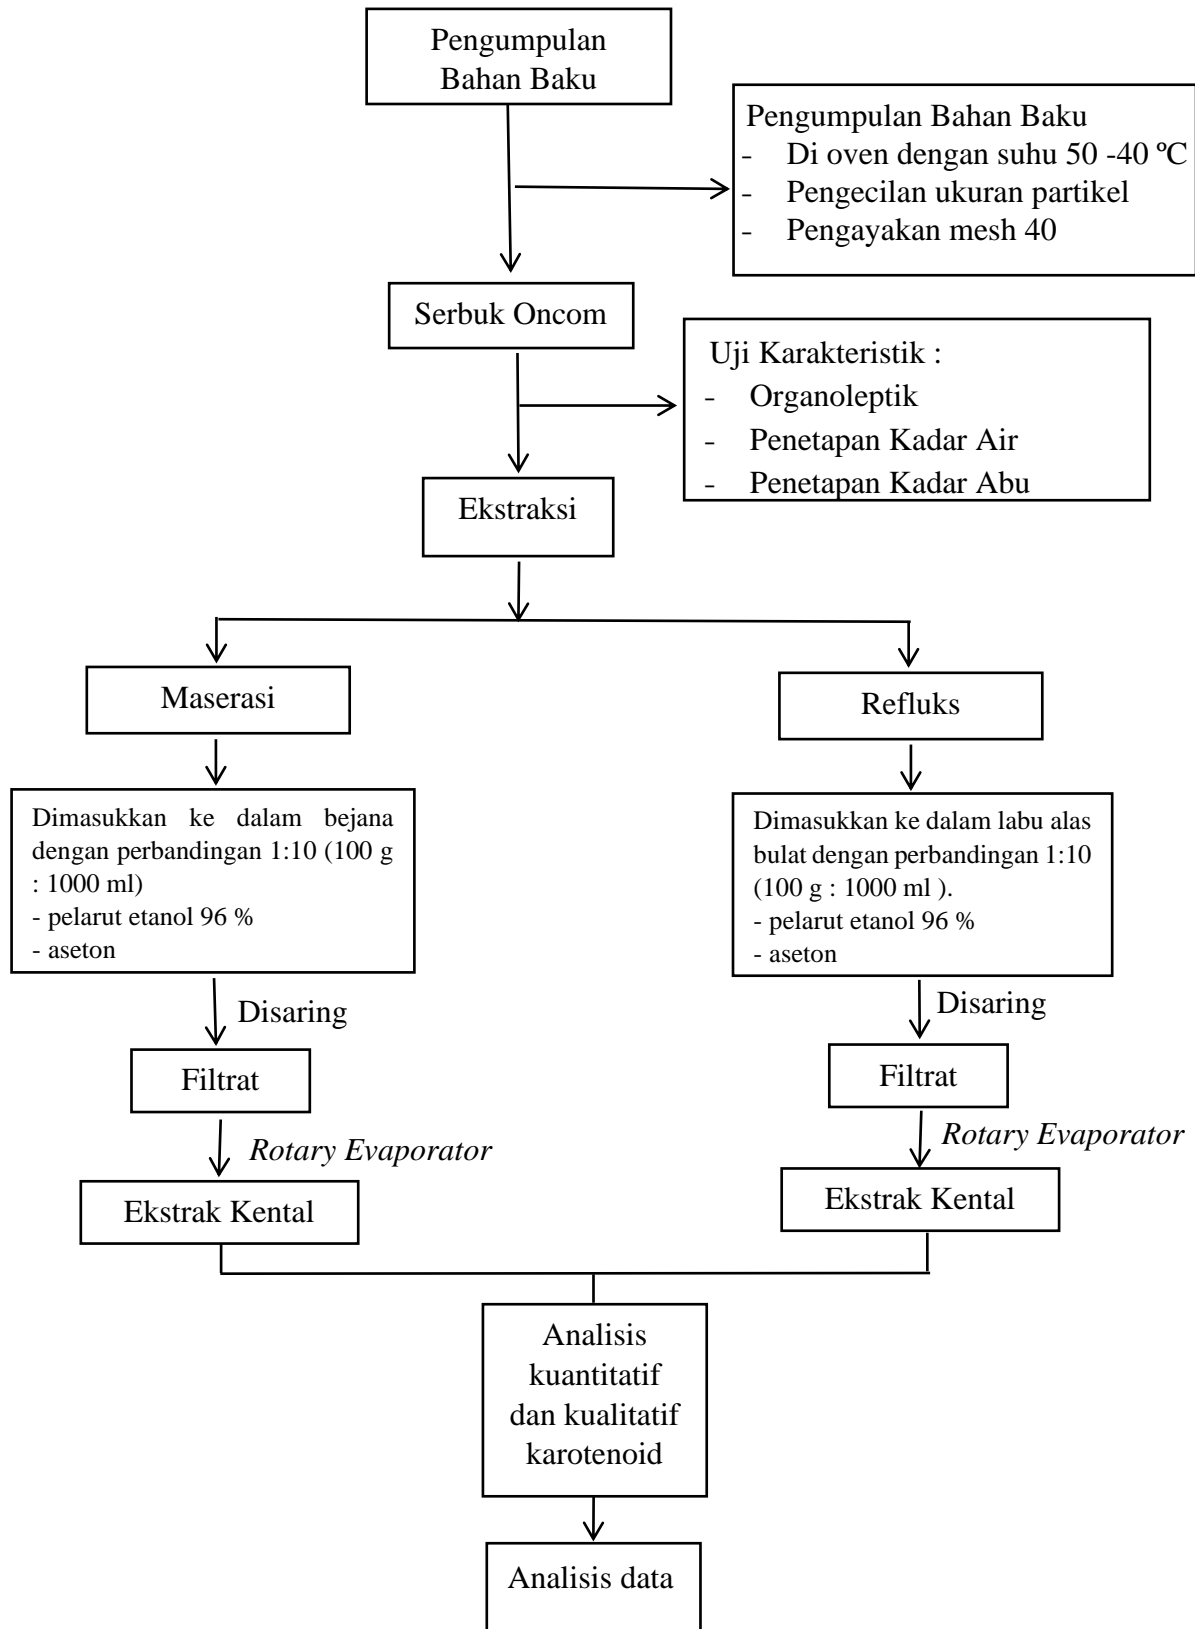 Pengumpulan
Bahan Baku
Pengumpulan Bahan Baku
- Di oven dengan suhu 50 -40 ºC
- Pengecilan ukuran partikel
- Pengayakan mesh 40
Serbuk Oncom
Uji Karakteristik :
- Organoleptik
- Penetapan Kadar Air
- Penetapan Kadar Abu
Ekstraksi
Maserasi
Refluks
Dimasukkan ke dalam bejana
dengan perbandingan 1:10 (100 g
: 1000 ml)
- pelarut etanol 96 %
- aseton
Dimasukkan ke dalam labu alas
bulat dengan perbandingan 1:10
(100 g : 1000 ml ).
- pelarut etanol 96 %
- aseton
Disaring
Disaring
Filtrat
Filtrat
Rotary Evaporator
Rotary Evaporator
Ekstrak Kental
Ekstrak Kental
Analisis
kuantitatif
dan kualitatif
karotenoid
Analisis data